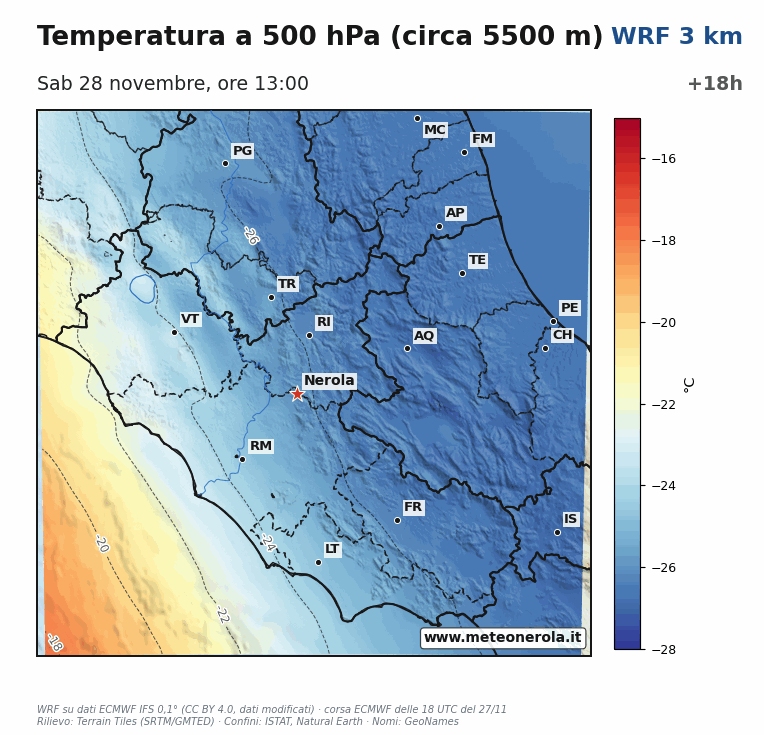 Temperatura a 500 hPa (circa 5500 m) WRF 3 km
Sab 28 novembre, ore 13:00 +18h
MC
FM
PG
AP
-26
TE
TR
PE
VT
RI
AQ
CH
Nerola
RM
FR
IS
-20
-24
LT
-22
-18
www.meteonerola.it
−16
−18
−20
−22
−24
−26
−28
°C
WRF su dati ECMWF IFS 0,1° (CC BY 4.0, dati modificati) · corsa ECMWF delle 18 UTC del 27/11
Rilievo: Terrain Tiles (SRTM/GMTED) · Confini: ISTAT, Natural Earth · Nomi: GeoNames